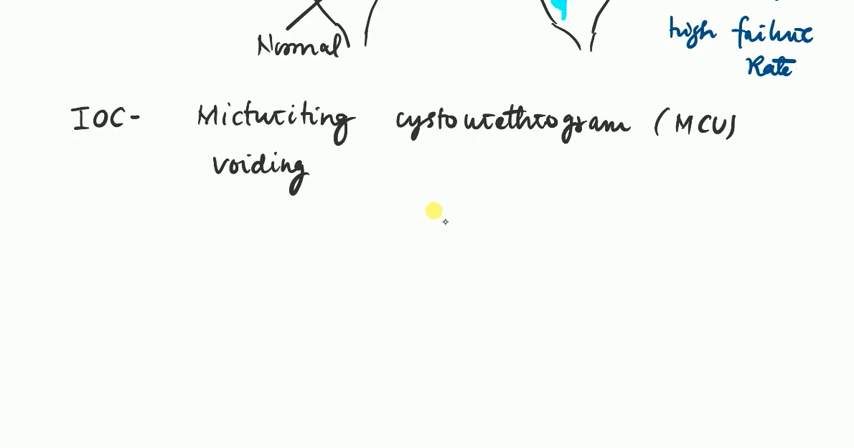 Normal
high failure
Rate
IOC- Micturiting cystourethrogram (MCU)
voiding